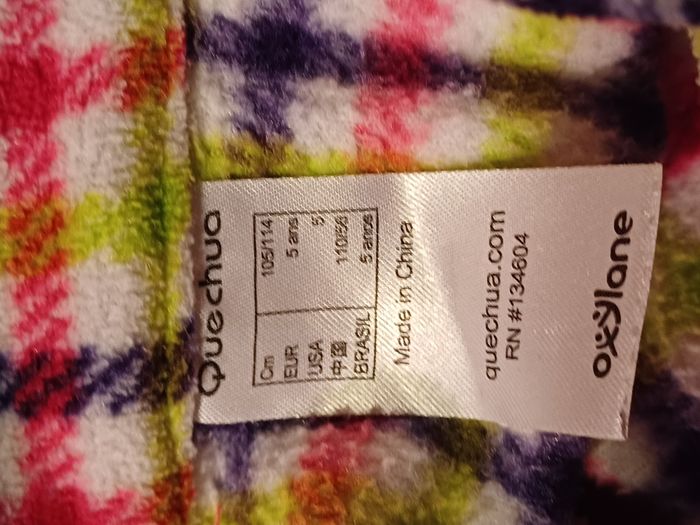 Quechua
Cm 105/114
EUR 5 ans
USA 5
中国 110/56
BRASIL 5 anos
Made in China
quechua.com
RN #134604
oxylane